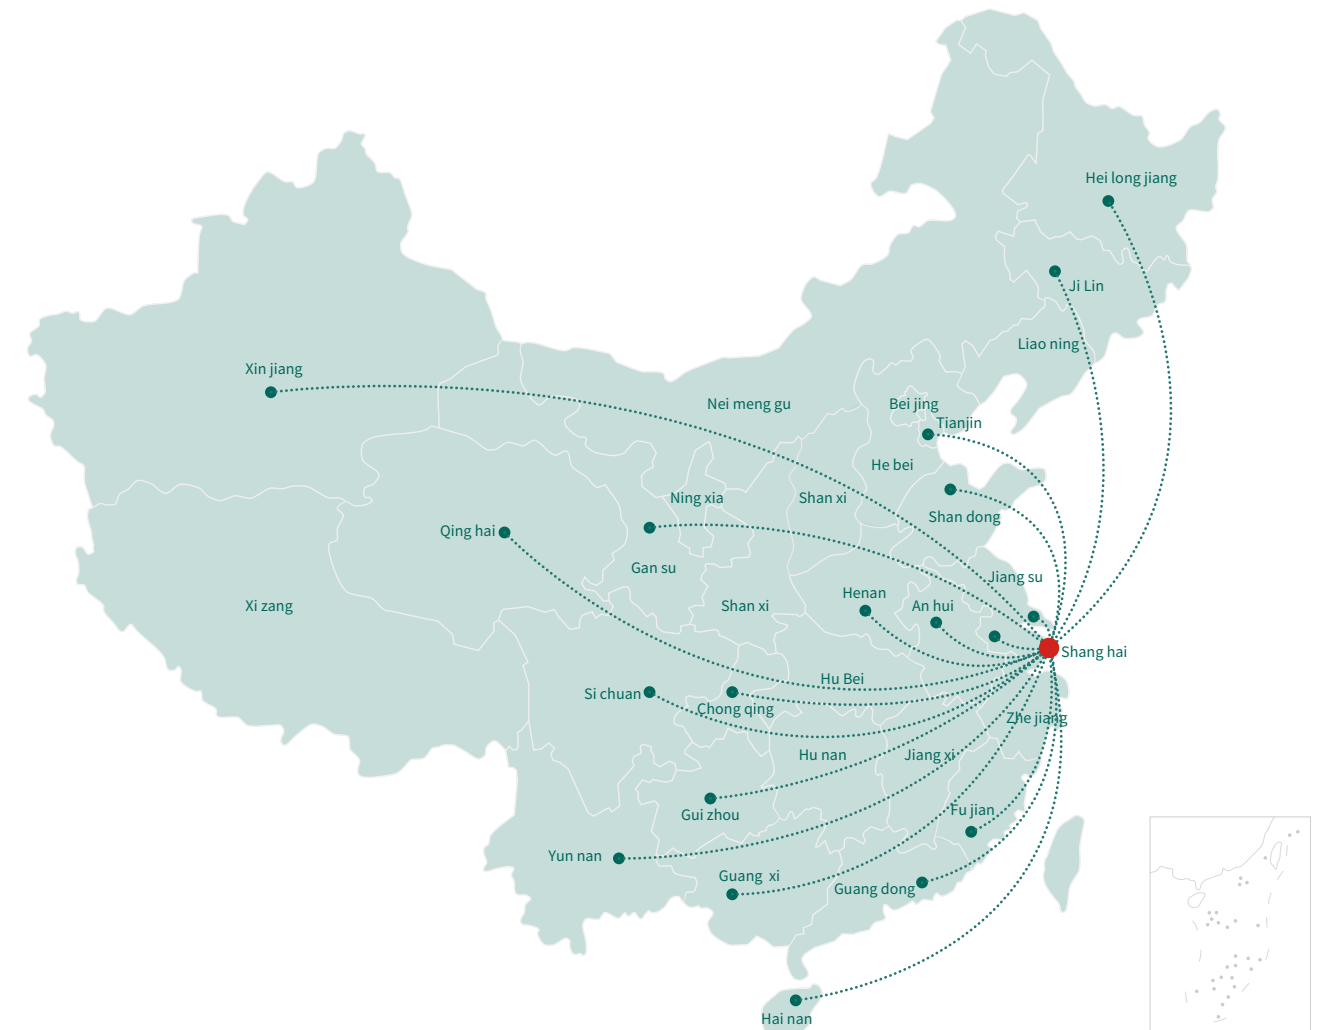 Hei long jiang
Ji Lin
Liao ning
Xin jiang
Nei meng gu
Bei jing
Tianjin
He bei
Ning xia
Shan xi
Shan dong
Qing hai
Gan su
Jiang su
Xi zang
Shan xi
Henan
An hui
Shang hai
Hu Bei
Si chuan
Chong qing
Zhe jiang
Hu nan
Jiang xi
Gui zhou
Fu jian
Yun nan
Guang xi
Guang dong
Hai nan